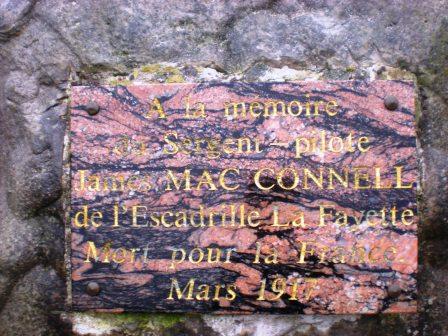 A la memoire
du Sergent - pilote
James MAC CONNELL
de l'Escadrille La Fayette
Mort pour la France.
Mars 1917